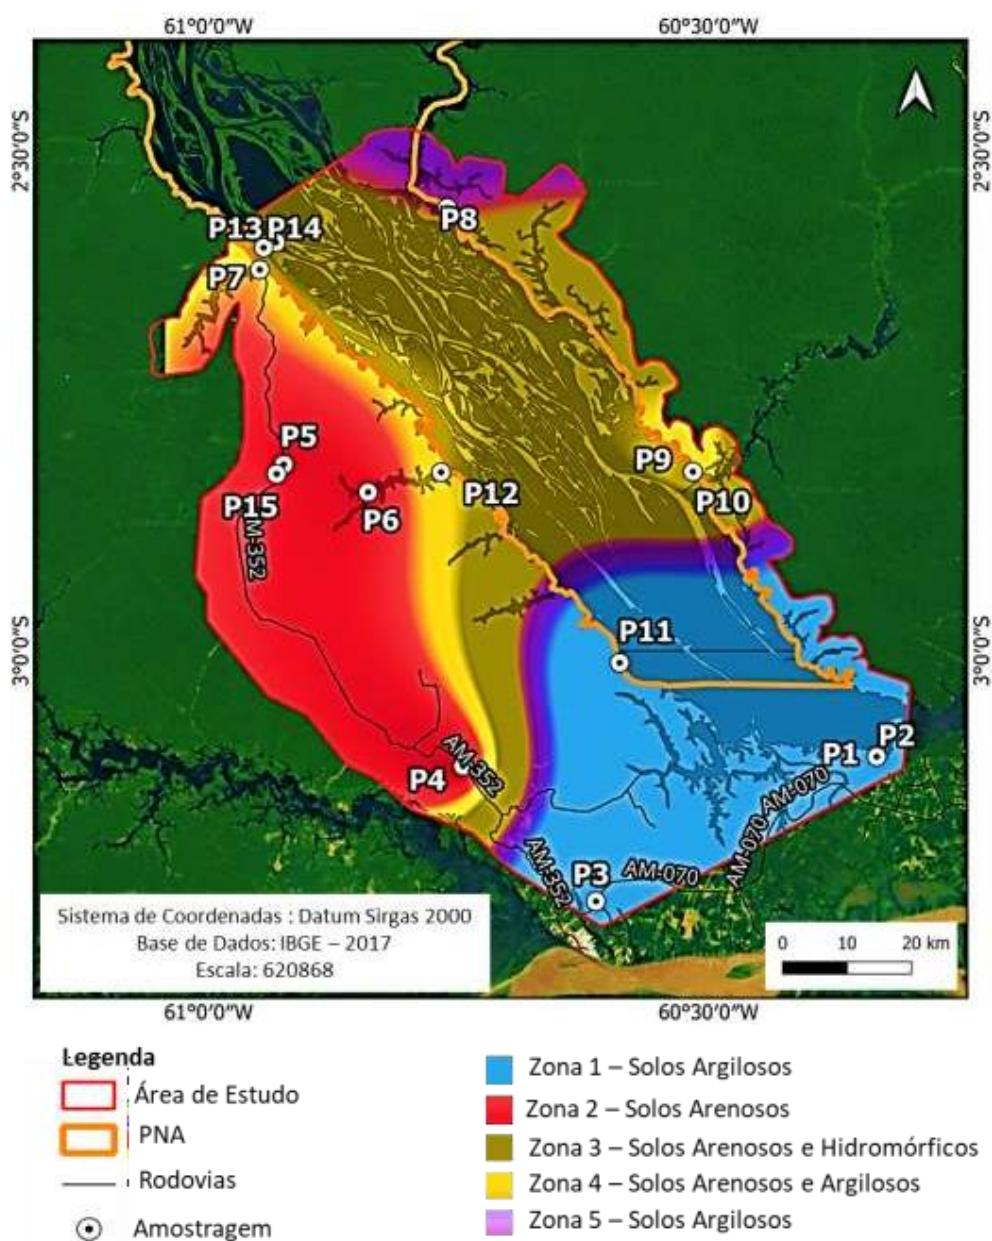 61°0′0″W 60°30′0″W
2°30′0″S 2°30′0″S
P8
P13 P14
P7
P5
P9
P15 P6 P12 P10
M-352
3°0′0″S 3°0′0″S
P11
P2
P1
AM-352
P4
AM-070
AM-070
AM-352
P3 AM-070
Sistema de Coordenadas : Datum Sirgas 2000
Base de Dados: IBGE – 2017
Escala: 620868
0 10 20 km
61°0′0″W 60°30′0″W
Legenda
Área de Estudo
PNA
Rodovias
Amostragem
Zona 1 – Solos Argilosos
Zona 2 – Solos Arenosos
Zona 3 – Solos Arenosos e Hidromórficos
Zona 4 – Solos Arenosos e Argilosos
Zona 5 – Solos Argilosos